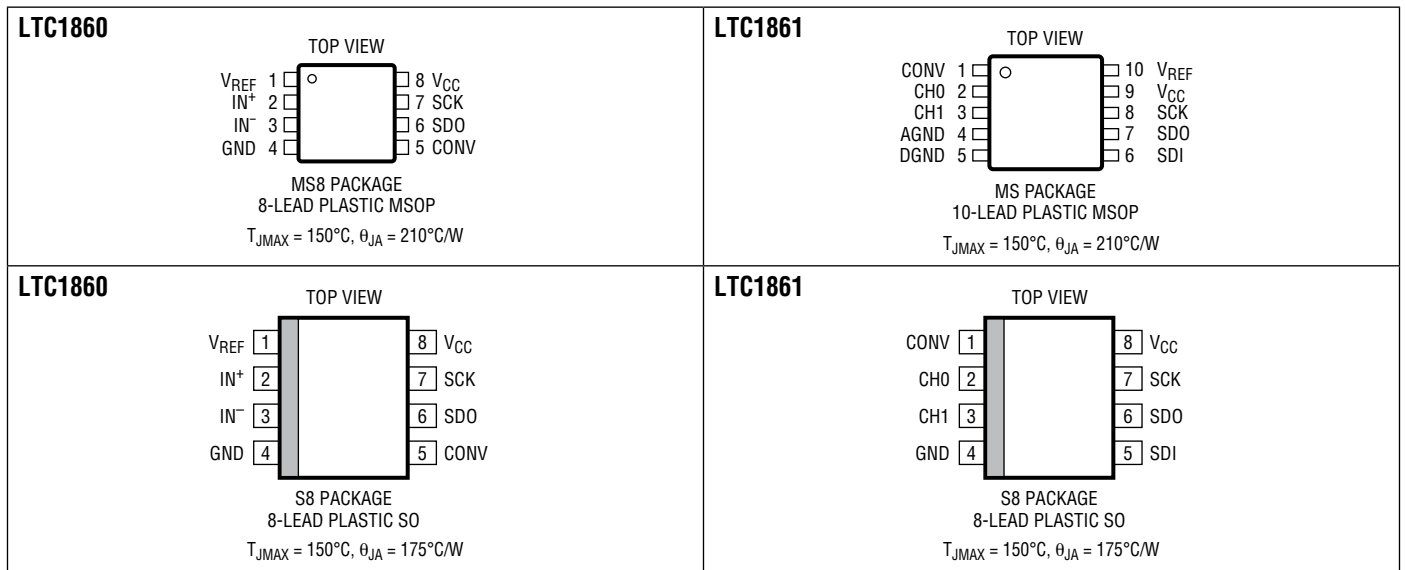 LTC1860
TOP VIEW
VREF 1 8 VCC
IN+ 2 7 SCK
IN– 3 6 SDO
GND 4 5 CONV
MS8 PACKAGE
8-LEAD PLASTIC MSOP
TJMAX = 150°C, θJA = 210°C/W
LTC1861
TOP VIEW
CONV 1 10 VREF
CH0 2 9 VCC
CH1 3 8 SCK
AGND 4 7 SDO
DGND 5 6 SDI
MS PACKAGE
10-LEAD PLASTIC MSOP
TJMAX = 150°C, θJA = 210°C/W
LTC1860
TOP VIEW
VREF 1 8 VCC
IN+ 2 7 SCK
IN– 3 6 SDO
GND 4 5 CONV
S8 PACKAGE
8-LEAD PLASTIC SO
TJMAX = 150°C, θJA = 175°C/W
LTC1861
TOP VIEW
CONV 1 8 VCC
CH0 2 7 SCK
CH1 3 6 SDO
GND 4 5 SDI
S8 PACKAGE
8-LEAD PLASTIC SO
TJMAX = 150°C, θJA = 175°C/W